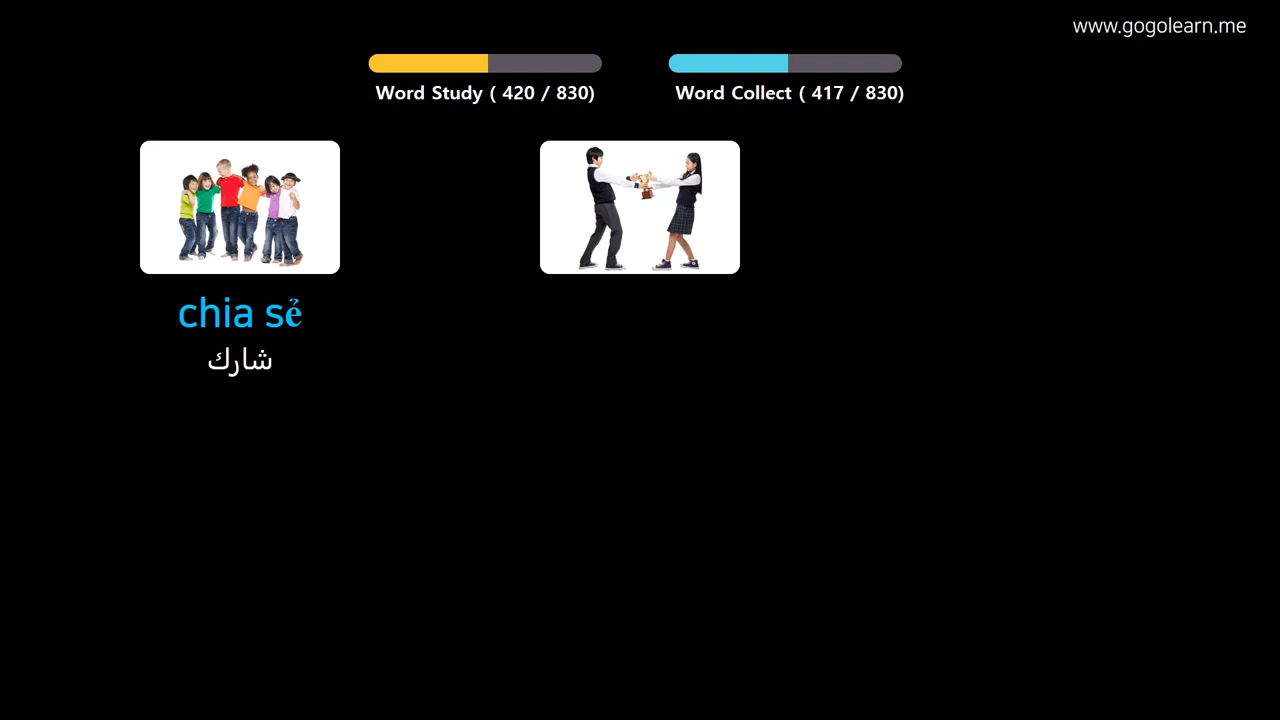 www.gogolearn.me
Word Study ( 420 / 830)
Word Collect ( 417 / 830)
chia sẻ
شارك